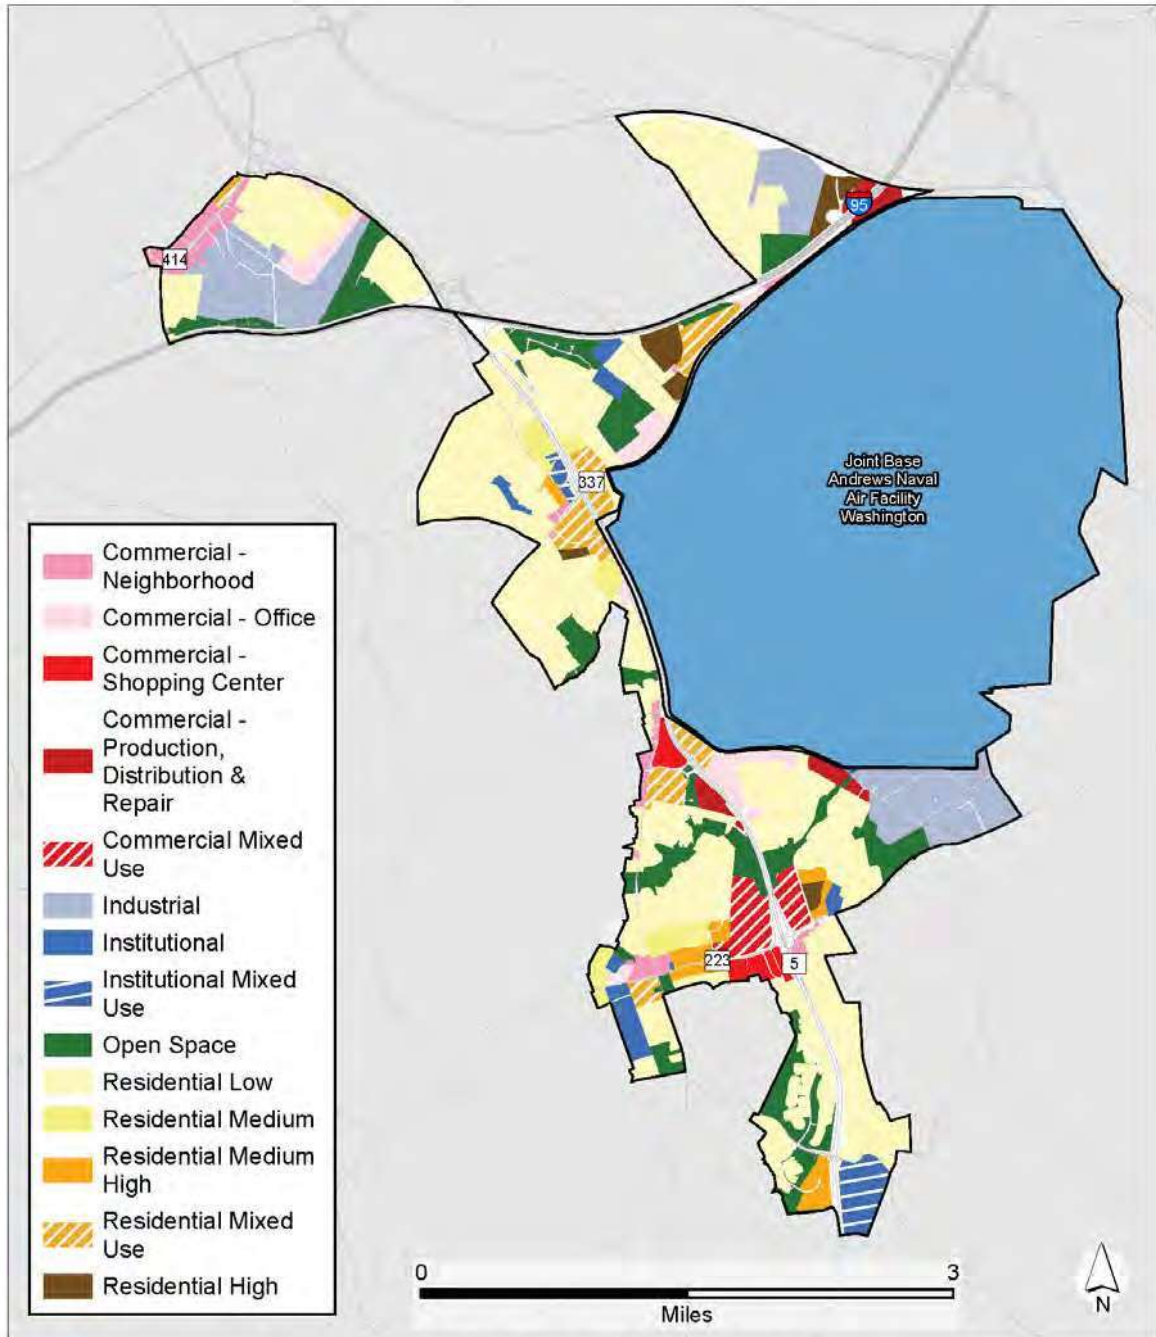 95
414
Joint Base
Andrews Naval
Air Facility
Washington
337
Commercial -
Neighborhood
Commercial - Office
Commercial -
Shopping Center
Commercial -
Production,
Distribution &
Repair
Commercial Mixed
Use
Industrial
Institutional
Institutional Mixed
Use
Open Space
Residential Low
Residential Medium
Residential Medium
High
Residential Mixed
Use
Residential High
223
5
0 3
Miles
N